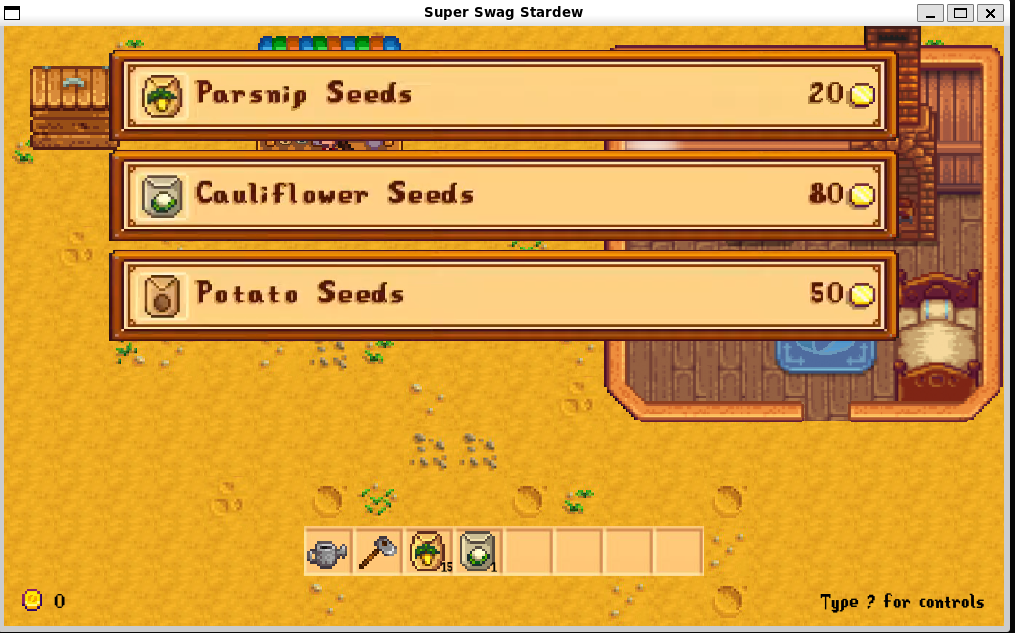 Super Swag Stardew
Parsnip Seeds 20
Cauliflower Seeds 80
Potato Seeds 50
15 1
0 Type ? for controls